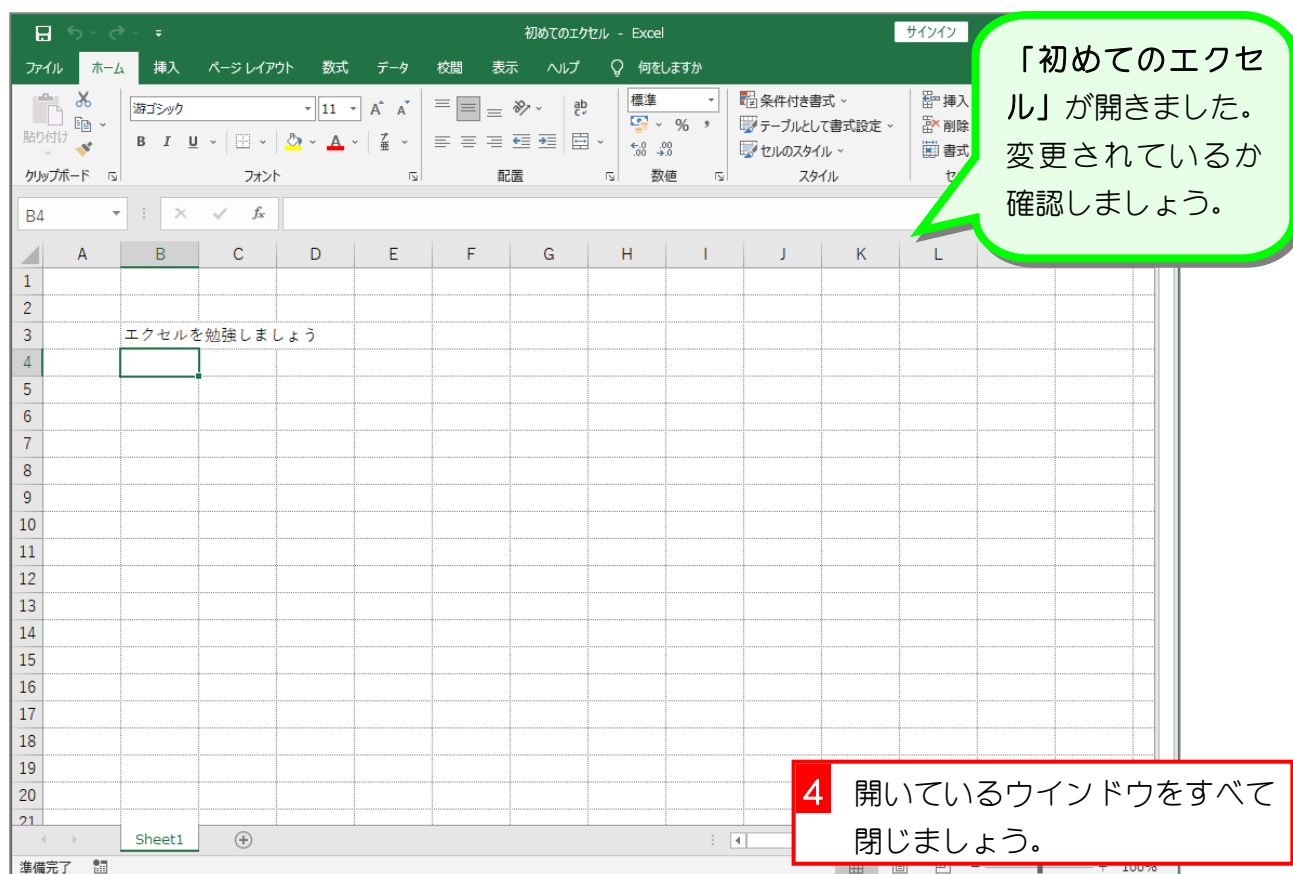 初めてのエクセル - Excel
サインイン
ファイル ホーム 挿入 ページ レイアウト 数式 データ 校閲 表示 ヘルプ 何をしますか
貼り付け
游ゴシック 11 A A
B I U A
ab
標準
% ,
.00 .00
条件付き書式
テーブルとして書式設定
セルのスタイル
挿入
削除
書式
クリップボード フォント 配置 数値 スタイル
「初めてのエクセ
ル」が開きました。
変更されているか
確認しましょう。
B4 fx
A B C D E F G H I J K L
1
2
3 エクセルを勉強しましょう
4
5
6
7
8
9
10
11
12
13
14
15
16
17
18
19
20
21
4 開いているウインドウをすべて
閉じましょう。
Sheet1
準備完了
100%